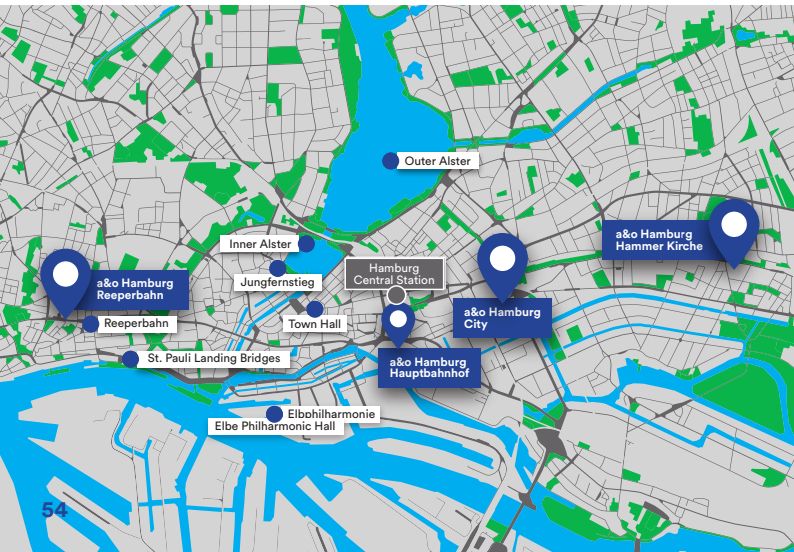 Outer Alster
a&o Hamburg
Hammer Kirche
Inner Alster
Hamburg
Central Station
a&o Hamburg
Reeperbahn
Jungfernstieg
a&o Hamburg
City
Reeperbahn
Town Hall
St. Pauli Landing Bridges
a&o Hamburg
Hauptbahnhof
Elbphilharmonie
Elbe Philharmonic Hall
54